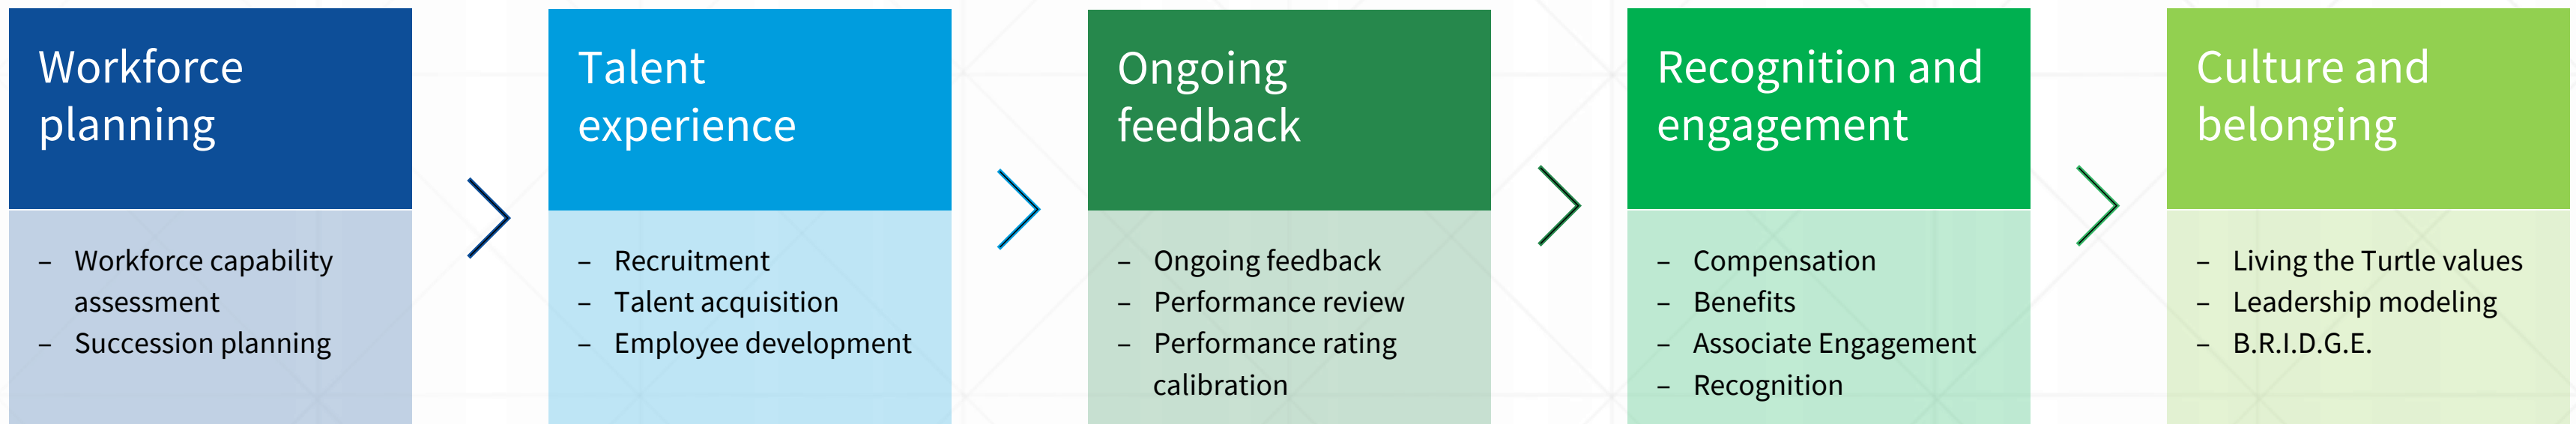 Workforce
planning
– Workforce capability
assessment
– Succession planning
Talent
experience
– Recruitment
– Talent acquisition
– Employee development
Ongoing
feedback
– Ongoing feedback
– Performance review
– Performance rating
calibration
Recognition and
engagement
– Compensation
– Benefits
– Associate Engagement
– Recognition
Culture and
belonging
– Living the Turtle values
– Leadership modeling
– B.R.I.D.G.E.